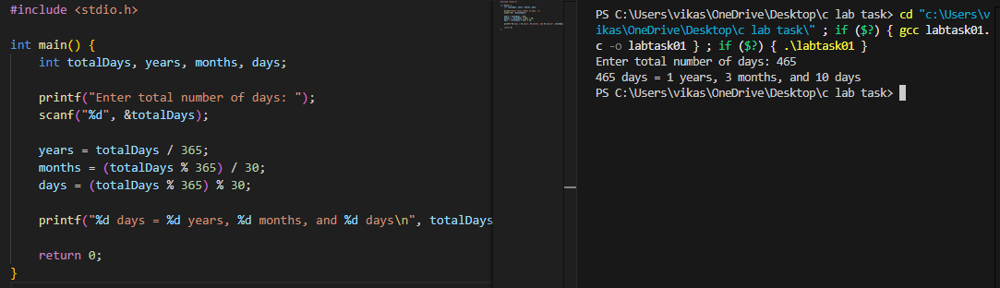 #include <stdio.h>
int main() {
    int totalDays, years, months, days;
    printf("Enter total number of days: ");
    scanf("%d", &totalDays);
    years = totalDays / 365;
    months = (totalDays % 365) / 30;
    days = (totalDays % 365) % 30;
    printf("%d days = %d years, %d months, and %d days\n", totalDays
    return 0;
}
PS C:\Users\vikas\OneDrive\Desktop\c lab task> cd "c:\Users\v
ikas\OneDrive\Desktop\c lab task\" ; if ($?) { gcc labtask01.
c -o labtask01 } ; if ($?) { .\labtask01 }
Enter total number of days: 465
465 days = 1 years, 3 months, and 10 days
PS C:\Users\vikas\OneDrive\Desktop\c lab task>